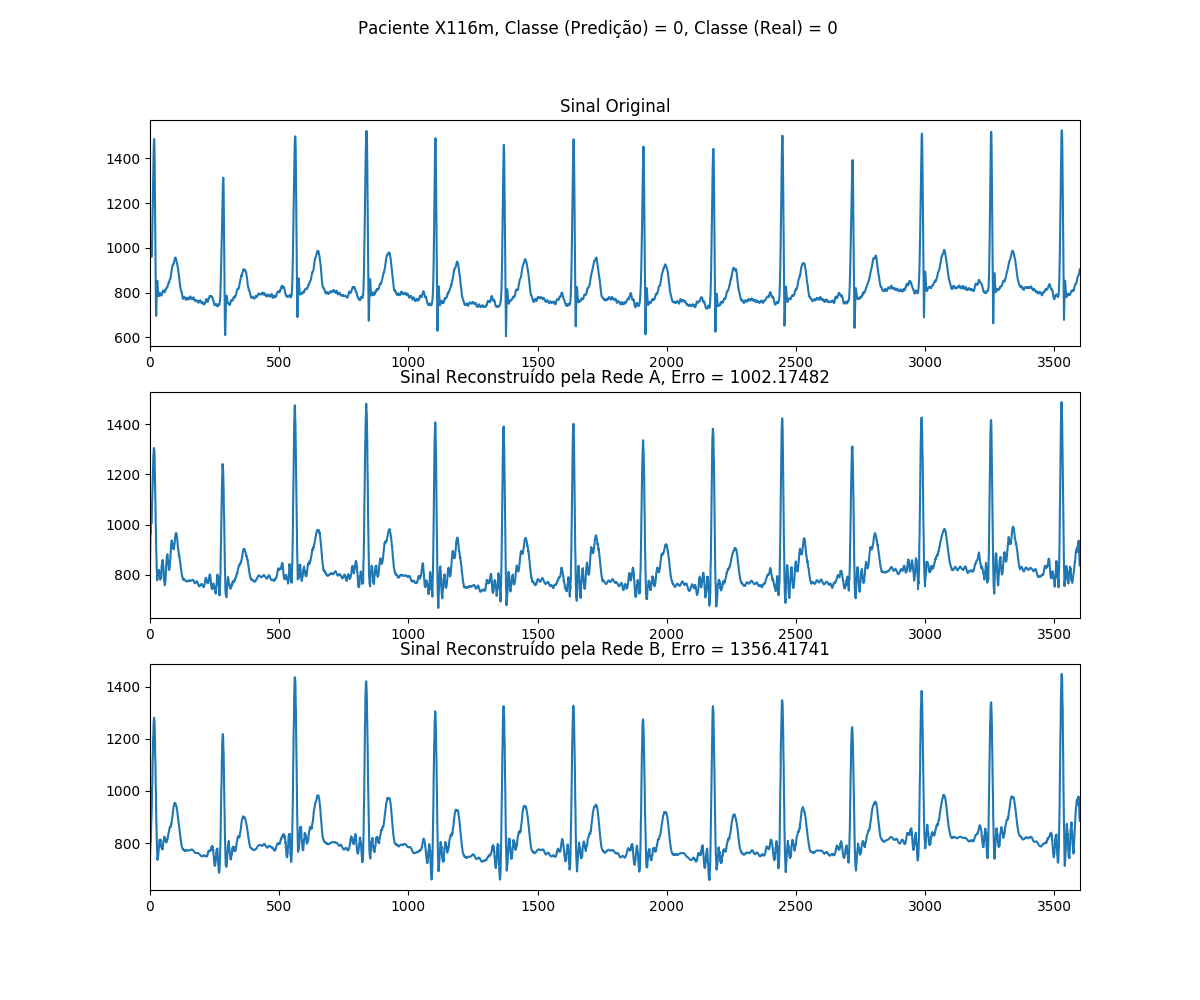 Paciente X116m, Classe (Predição) = 0, Classe (Real) = 0
Sinal Original
1400
1200
1000
800
600
0 500 1000 1500 2000 2500 3000 3500
Sinal Reconstruído pela Rede A, Erro = 1002.17482
1400
1200
1000
800
0 500 1000 1500 2000 2500 3000 3500
Sinal Reconstruído pela Rede B, Erro = 1356.41741
1400
1200
1000
800
0 500 1000 1500 2000 2500 3000 3500